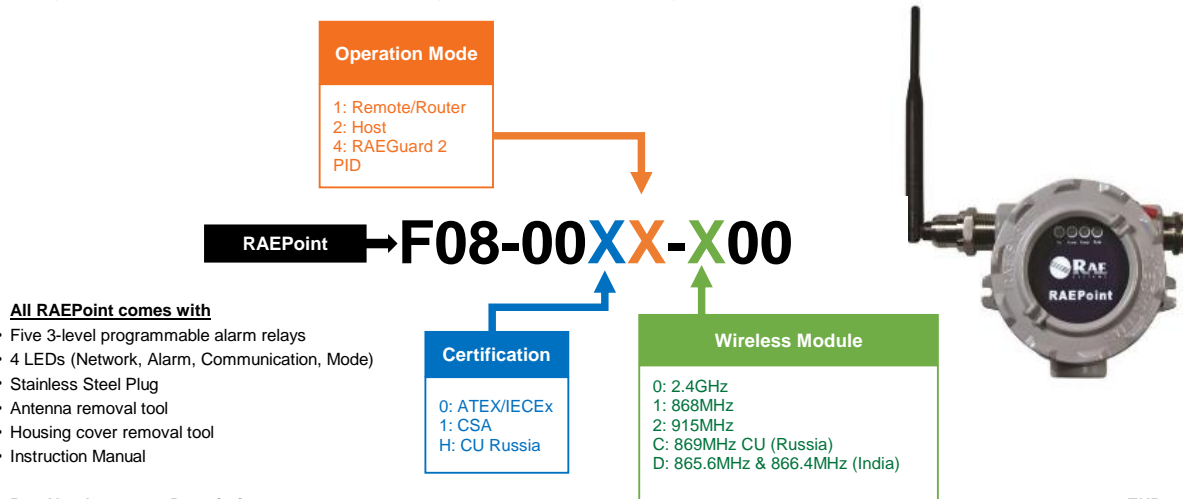 Operation Mode
1: Remote/Router
2: Host
4: RAEGuard 2
PID
RAEPoint
F08-00XX-X00
All RAEPoint comes with
• Five 3-level programmable alarm relays
• 4 LEDs (Network, Alarm, Communication, Mode)
• Stainless Steel Plug
• Antenna removal tool
• Housing cover removal tool
• Instruction Manual
Certification
0: ATEX/IECEx
1: CSA
H: CU Russia
Wireless Module
0: 2.4GHz
1: 868MHz
2: 915MHz
C: 869MHz CU (Russia)
D: 865.6MHz & 866.4MHz (India)
RAE
SYSTEMS
RAEPoint